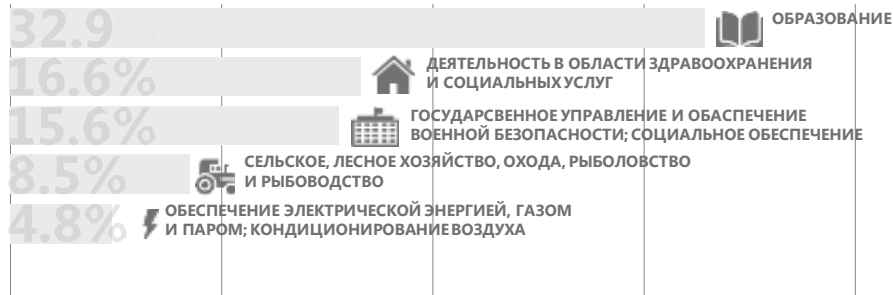 32.9%
ОБРАЗОВАНИЕ
16.6%
ДЕЯТЕЛЬНОСТЬ В ОБЛАСТИ ЗДРАВООХРАНЕНИЯ
И СОЦИАЛЬНЫХ УСЛУГ
15.6%
ГОСУДАРСВЕННОЕ УПРАВЛЕНИЕ И ОБАСПЕЧЕНИЕ
ВОЕННОЙ БЕЗОПАСНОСТИ; СОЦИАЛЬНОЕ ОБЕСПЕЧЕНИЕ
8.5%
СЕЛЬСКОЕ, ЛЕСНОЕ ХОЗЯЙСТВО, ОХОДА, РЫБОЛОВСТВО
И РЫБОВОДСТВО
4.8%
ОБЕСПЕЧЕНИЕ ЭЛЕКТРИЧЕСКОЙ ЭНЕРГИЕЙ, ГАЗОМ
И ПАРОМ; КОНДИЦИОНИРОВАНИЕ ВОЗДУХА